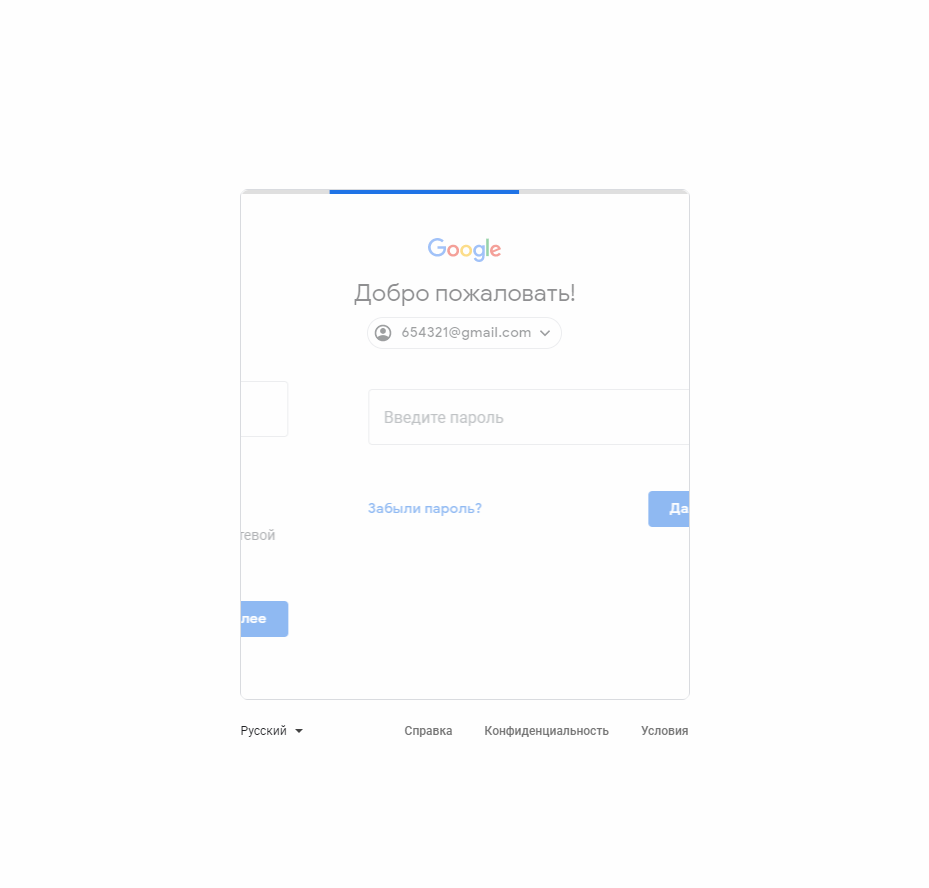 Google
Добро пожаловать!
654321@gmail.com
Введите пароль
Забыли пароль?
Да
тевой
лее
Русский
Справка
Конфиденциальность
Условия